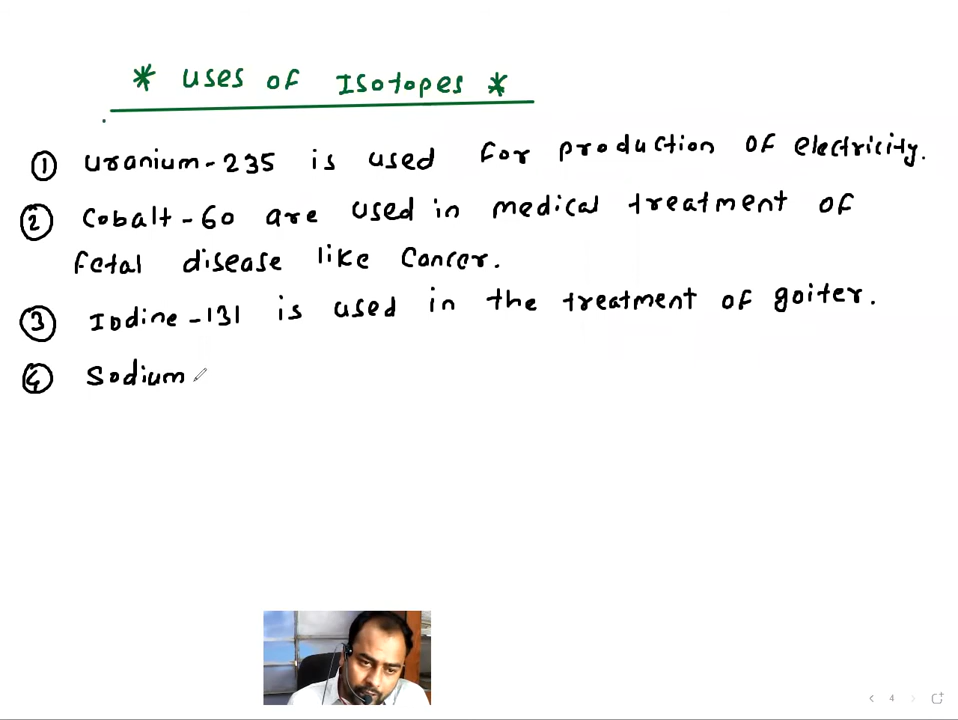 * Uses of Isotopes *
① Uranium-235 is used for production of electricity.
② Cobalt-60 are used in medical treatment of
fetal disease like Cancer.
③ Iodine-131 is used in the treatment of goiter.
④ Sodium
4